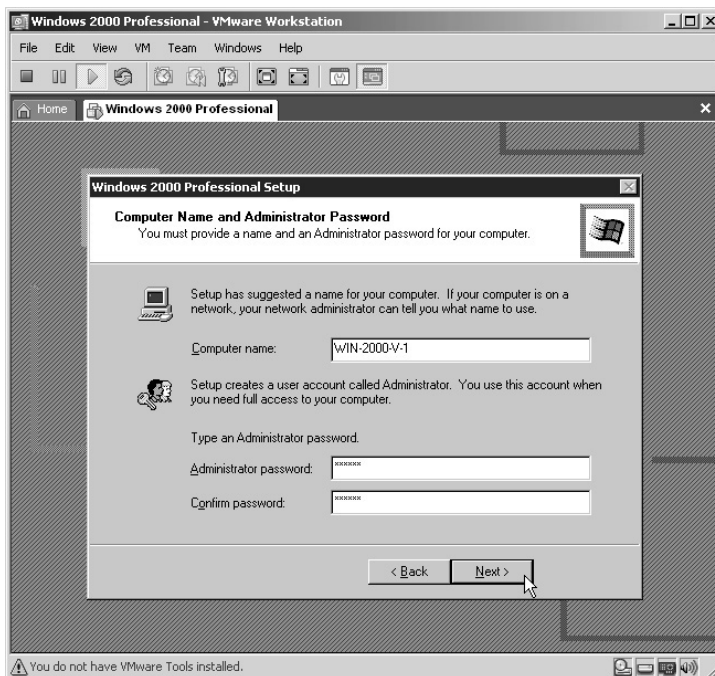 Windows 2000 Professional - VMware Workstation
File Edit View VM Team Windows Help
Home Windows 2000 Professional
Windows 2000 Professional Setup
Computer Name and Administrator Password
You must provide a name and an Administrator password for your computer.
Setup has suggested a name for your computer. If your computer is on a
network, your network administrator can tell you what name to use.
Computer name: WIN-2000-V-1
Setup creates a user account called Administrator. You use this account when
you need full access to your computer.
Type an Administrator password.
Administrator password: ******
Confirm password: ******
< Back Next >
You do not have VMware Tools installed.